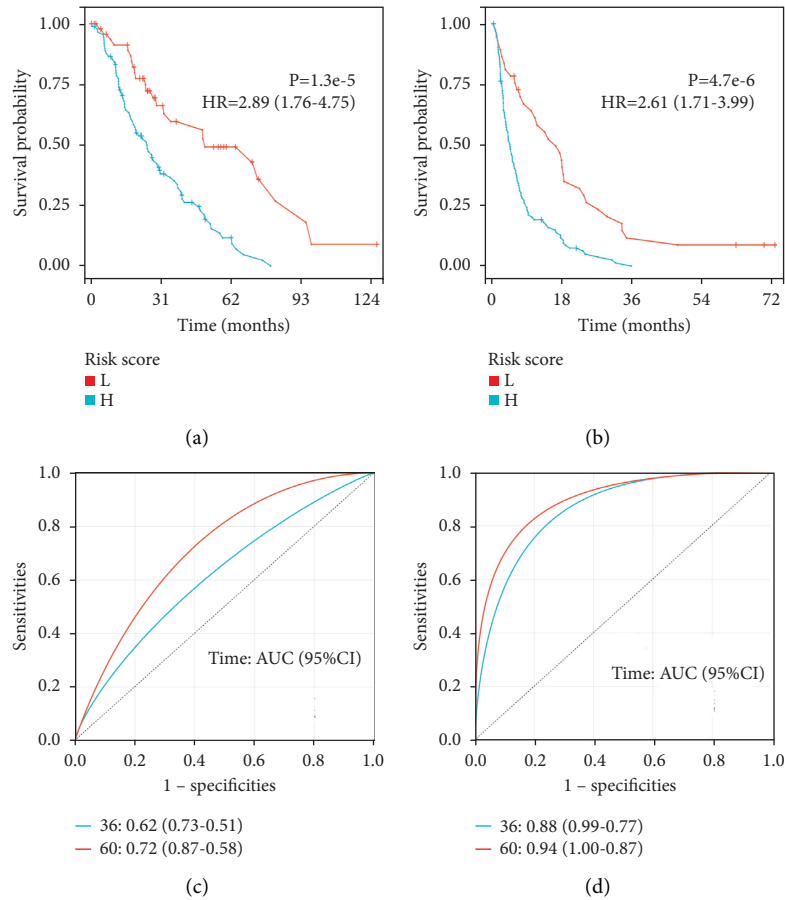 1.00
0.75
0.50
0.25
0.00
Survival probability
P=1.3e-5
HR=2.89 (1.76-4.75)
0 31 62 93 124
Time (months)
Risk score
L
H
(a)
1.00
0.75
0.50
0.25
0.00
Survival probability
P=4.7e-6
HR=2.61 (1.71-3.99)
0 18 36 54 72
Time (months)
Risk score
L
H
(b)
1.0
0.8
0.6
0.4
0.2
0.0
Sensitivities
Time: AUC (95%CI)
0.0 0.2 0.4 0.6 0.8 1.0
1 – specificities
36: 0.62 (0.73-0.51)
60: 0.72 (0.87-0.58)
(c)
1.0
0.8
0.6
0.4
0.2
0.0
Sensitivities
Time: AUC (95%CI)
0.0 0.2 0.4 0.6 0.8 1.0
1 – specificities
36: 0.88 (0.99-0.77)
60: 0.94 (1.00-0.87)
(d)